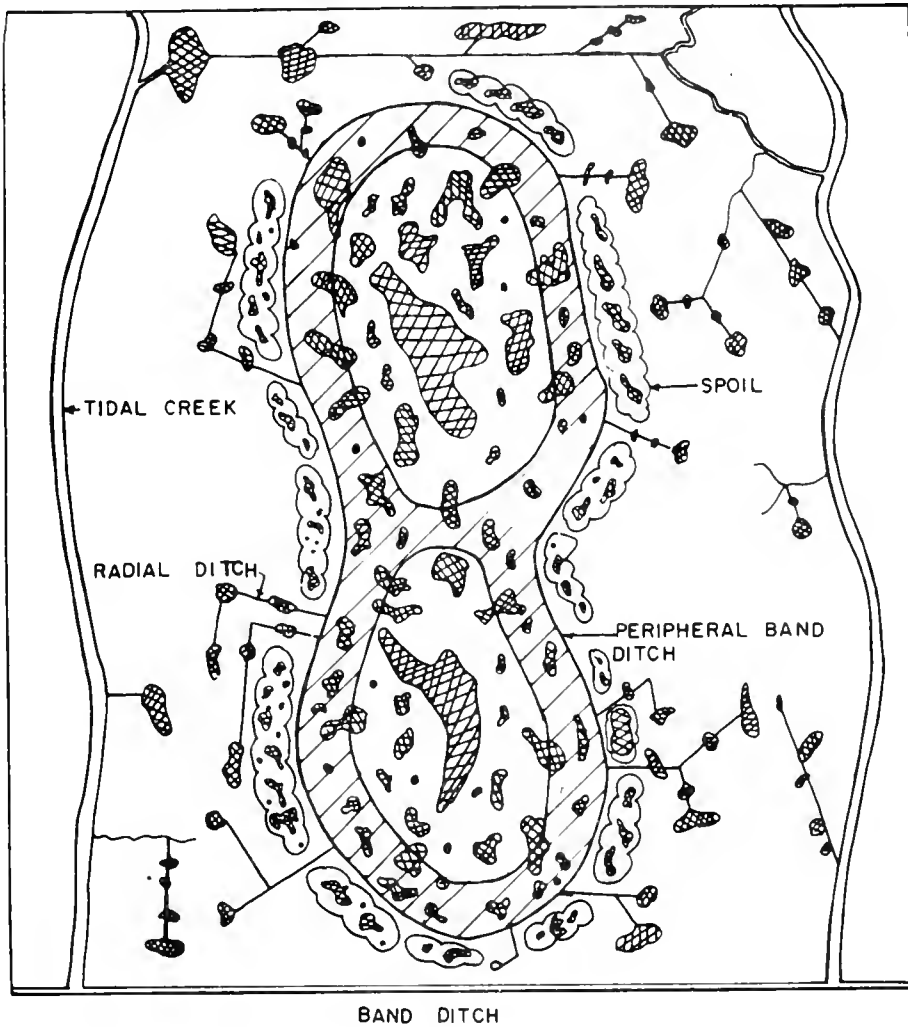 SPOIL
TIDAL CREEK
RADIAL DITCH
PERIPHERAL BAND
DITCH
BAND DITCH